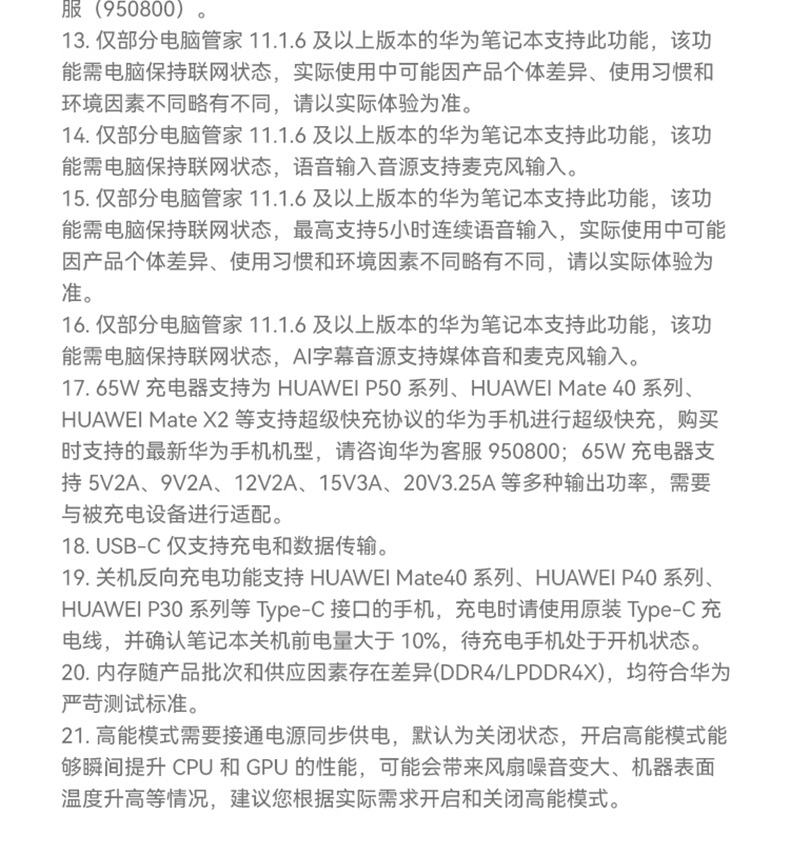 服（950800）。
13. 仅部分电脑管家 11.1.6 及以上版本的华为笔记本支持此功能，该功
能需电脑保持联网状态，实际使用中可能因产品个体差异、使用习惯和
环境因素不同略有不同，请以实际体验为准。
14. 仅部分电脑管家 11.1.6 及以上版本的华为笔记本支持此功能，该功
能需电脑保持联网状态，语音输入音源支持麦克风输入。
15. 仅部分电脑管家 11.1.6 及以上版本的华为笔记本支持此功能，该功
能需电脑保持联网状态，最高支持5小时连续语音输入，实际使用中可能
因产品个体差异、使用习惯和环境因素不同略有不同，请以实际体验为
准。
16. 仅部分电脑管家 11.1.6 及以上版本的华为笔记本支持此功能，该功
能需电脑保持联网状态，AI字幕音源支持媒体音和麦克风输入。
17. 65W 充电器支持为 HUAWEI P50 系列、HUAWEI Mate 40 系列、
HUAWEI Mate X2 等支持超级快充协议的华为手机进行超级快充，购买
时支持的最新华为手机机型，请咨询华为客服 950800；65W 充电器支
持 5V2A、9V2A、12V2A、15V3A、20V3.25A 等多种输出功率，需要
与被充电设备进行适配。
18. USB-C 仅支持充电和数据传输。
19. 关机反向充电功能支持 HUAWEI Mate40 系列、HUAWEI P40 系列、
HUAWEI P30 系列等 Type-C 接口的手机，充电时请使用原装 Type-C 充
电线，并确认笔记本关机前电量大于 10%，待充电手机处于开机状态。
20. 内存随产品批次和供应因素存在差异(DDR4/LPDDR4X)，均符合华为
严苛测试标准。
21. 高能模式需要接通电源同步供电，默认为关闭状态，开启高能模式能
够瞬间提升 CPU 和 GPU 的性能，可能会带来风扇噪音变大、机器表面
温度升高等情况，建议您根据实际需求开启和关闭高能模式。